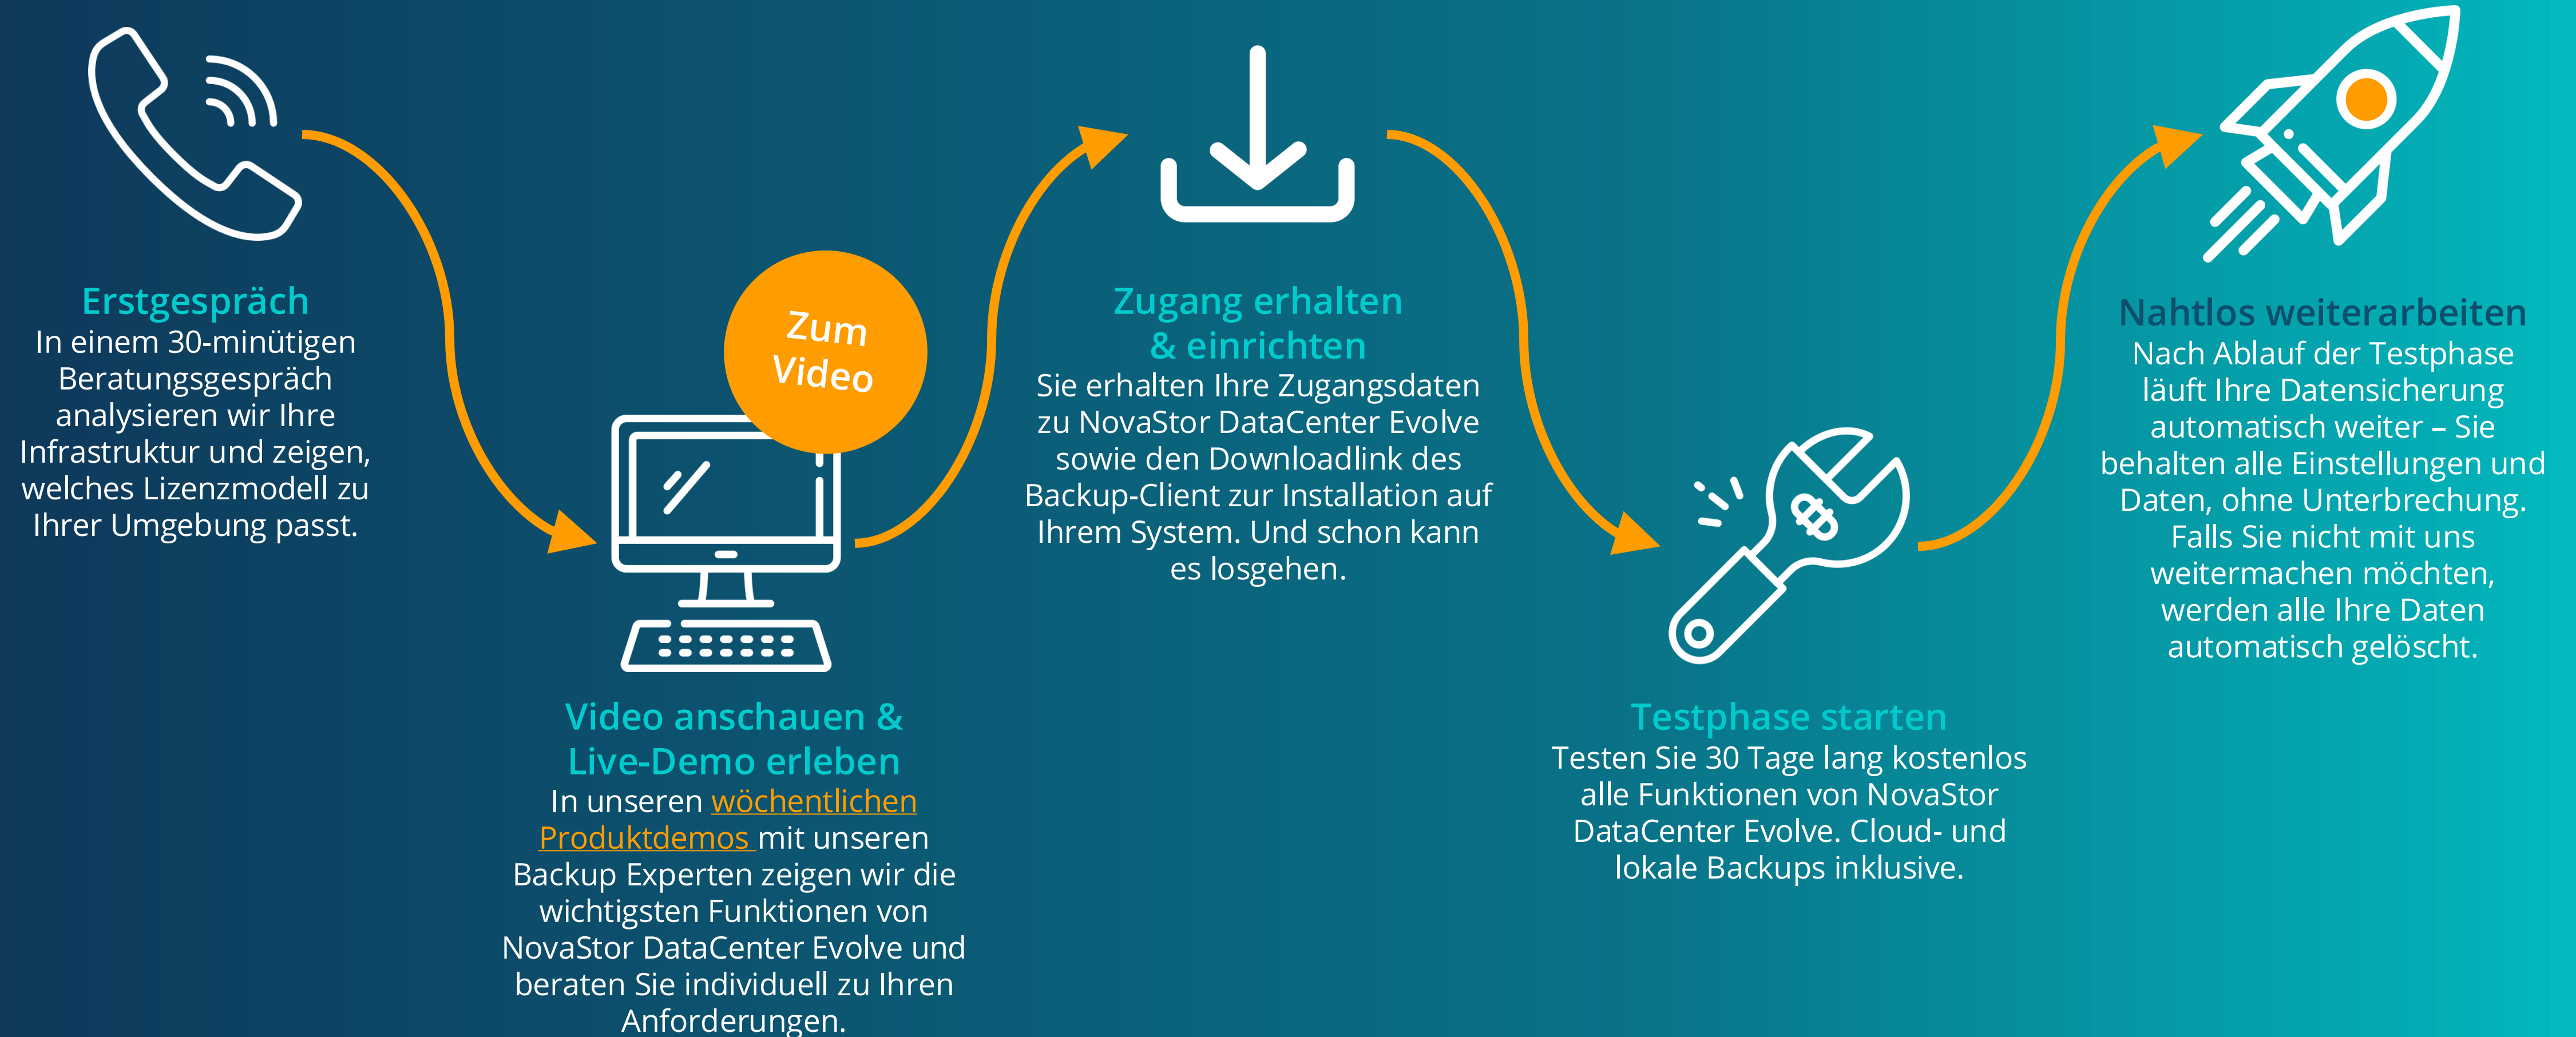 Erstgespräch
In einem 30-minütigen
Beratungsgespräch
analysieren wir Ihre
Infrastruktur und zeigen,
welches Lizenzmodell zu
Ihrer Umgebung passt.
Zum
Video
Video anschauen &
Live-Demo erleben
In unseren wöchentlichen
Produktdemos mit unseren
Backup Experten zeigen wir die
wichtigsten Funktionen von
NovaStor DataCenter Evolve und
beraten Sie individuell zu Ihren
Anforderungen.
Zugang erhalten
& einrichten
Sie erhalten Ihre Zugangsdaten
zu NovaStor DataCenter Evolve
sowie den Downloadlink des
Backup-Client zur Installation auf
Ihrem System. Und schon kann
es losgehen.
Testphase starten
Testen Sie 30 Tage lang kostenlos
alle Funktionen von NovaStor
DataCenter Evolve. Cloud- und
lokale Backups inklusive.
Nahtlos weiterarbeiten
Nach Ablauf der Testphase
läuft Ihre Datensicherung
automatisch weiter – Sie
behalten alle Einstellungen und
Daten, ohne Unterbrechung.
Falls Sie nicht mit uns
weitermachen möchten,
werden alle Ihre Daten
automatisch gelöscht.